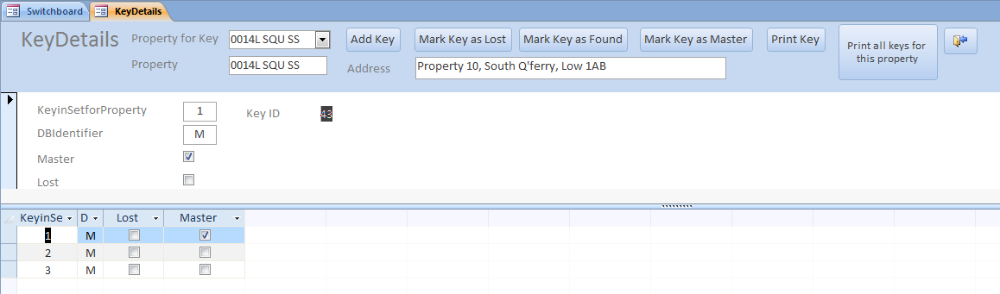 Switchboard KeyDetails
KeyDetails Property for Key 0014L SQU SS Add Key Mark Key as Lost Mark Key as Found Mark Key as Master Print Key Print all keys for this property
Property 0014L SQU SS Address Property 10, South Q'ferry, Low 1AB
KeyinSetforProperty 1 Key ID 43
DBIdentifier M
Master
Lost
KeyinSe D Lost Master
1 M
2 M
3 M